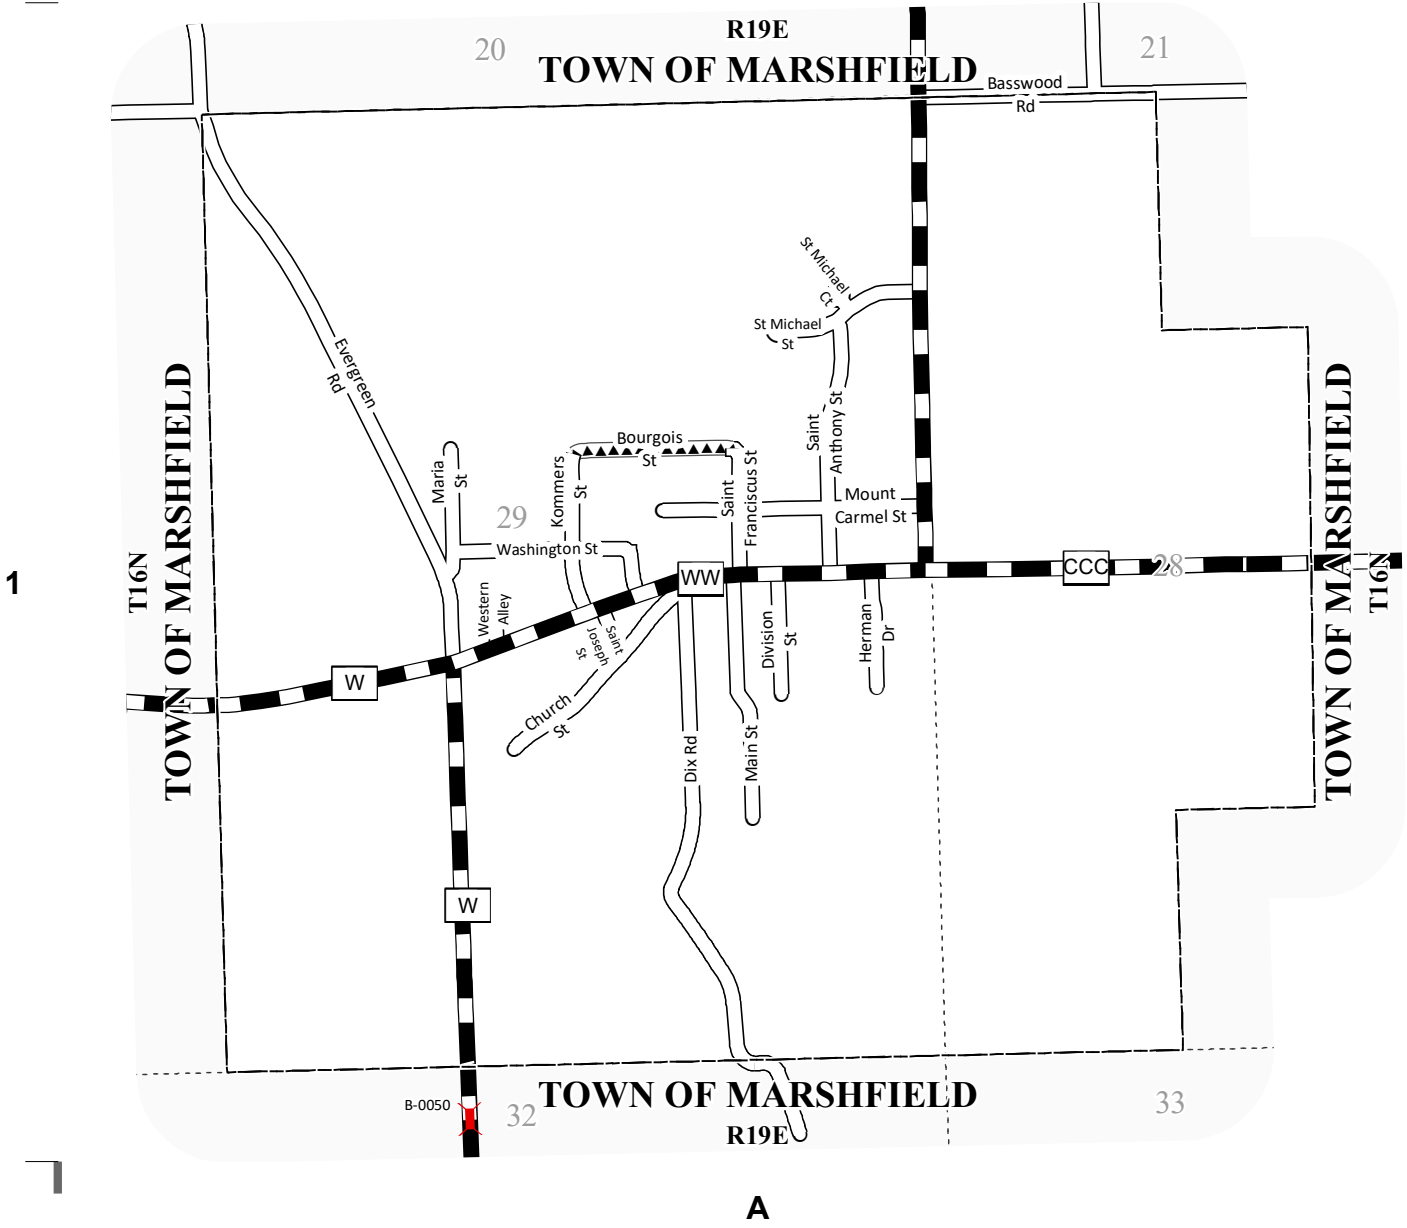 R19E
20
21
TOWN OF MARSHFIELD
Basswood
Rd
St Michael
Ct
St Michael
St
Evergreen
Rd
TOWN OF MARSHFIELD
T16N
TOWN OF MARSHFIELD
T16N
Saint
Anthony St
Bourgois
St
Maria
St
Kommers
St
Saint
Franciscus St
Mount
Carmel St
29
Washington St
WW
CCC
28
1
Western
Alley
Saint
Joseph
St
Division
St
Herman
Dr
W
Church
St
Dix Rd
Main St
W
B-0050
32
TOWN OF MARSHFIELD
33
R19E
A